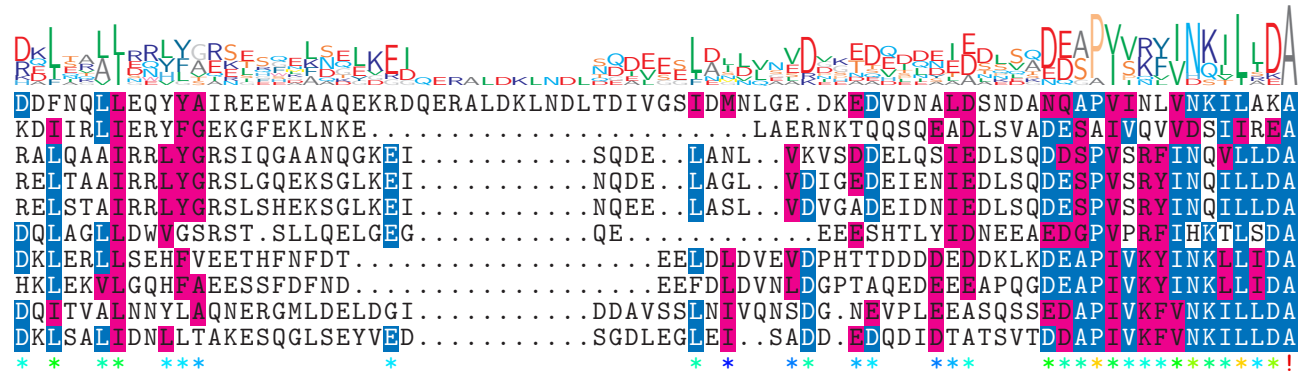 DDFNQLLEQYYAIREEWEAAQEKRDQERALDKLNDLTDIVGSIDMNLGE.DKEDVDNALDSNDANQAPVINLVNKILAKA
KDIIRLIERYFGEKGFEKLNKE........................LAERNKTQQSQEADLSVADESAIVQVVDSIIREA
RALQAAIRRLYGRSIQGAANQGKEI...........SQDE..LANL..VKVSDDELQSIEDLSQDDSPVSRFINQVLLDA
RELTAAIRRLYGRSLGQEKSGLKEI...........NQDE..LAGL..VDIGEDEIENIEDLSQDESPVSRYINQILLDA
RELSTAIRRLYGRSLSHEKSGLKEI...........NQEE..LASL..VDVGADEIDNIEDLSQDESPVSRYINQILLDA
DQLAGLLDWVGSRST.SLLQELGEG...........QE............EEESHTLYIDNEEAEDGPVPRFIHKTLSDA
DKLERLLSEHFVEETHFNFDT...................EELDLDVEVDPHTTDDDDEDDKLKDEAPIVKYINKLLIDA
HKLEKVLGQHFAEESSFDFND...................EEFDLDVNLDGPTAQEDEEEAPQGDEAPIVKYINKLLIDA
DQITVALNNYLAQNERGMLDELDGI...........DDAVSSLNIVQNSDG.NEVPLEEASQSSEDAPIVKFVNKILLDA
DKLSALIDNLLTAKESQGLSEYVED...........SGDLEGLEI..SADD.EDQDIDTATSVTDDAPIVKFVNKILLDA
* * ** *** * * * ** ** *** ***************!